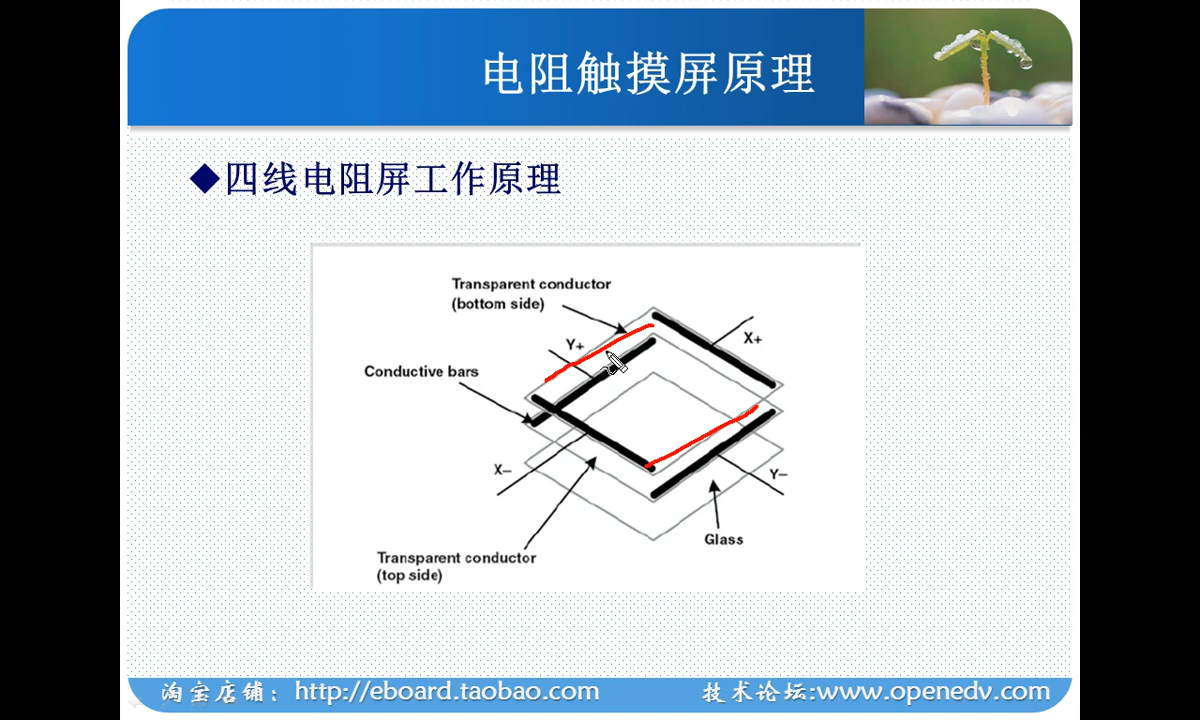 电阻触摸屏原理
◆四线电阻屏工作原理
Transparent conductor
(bottom side)
Y+
X+
Conductive bars
X–
Y–
Glass
Transparent conductor
(top side)
淘宝店铺：http://eboard.taobao.com
技术论坛:www.openedv.com